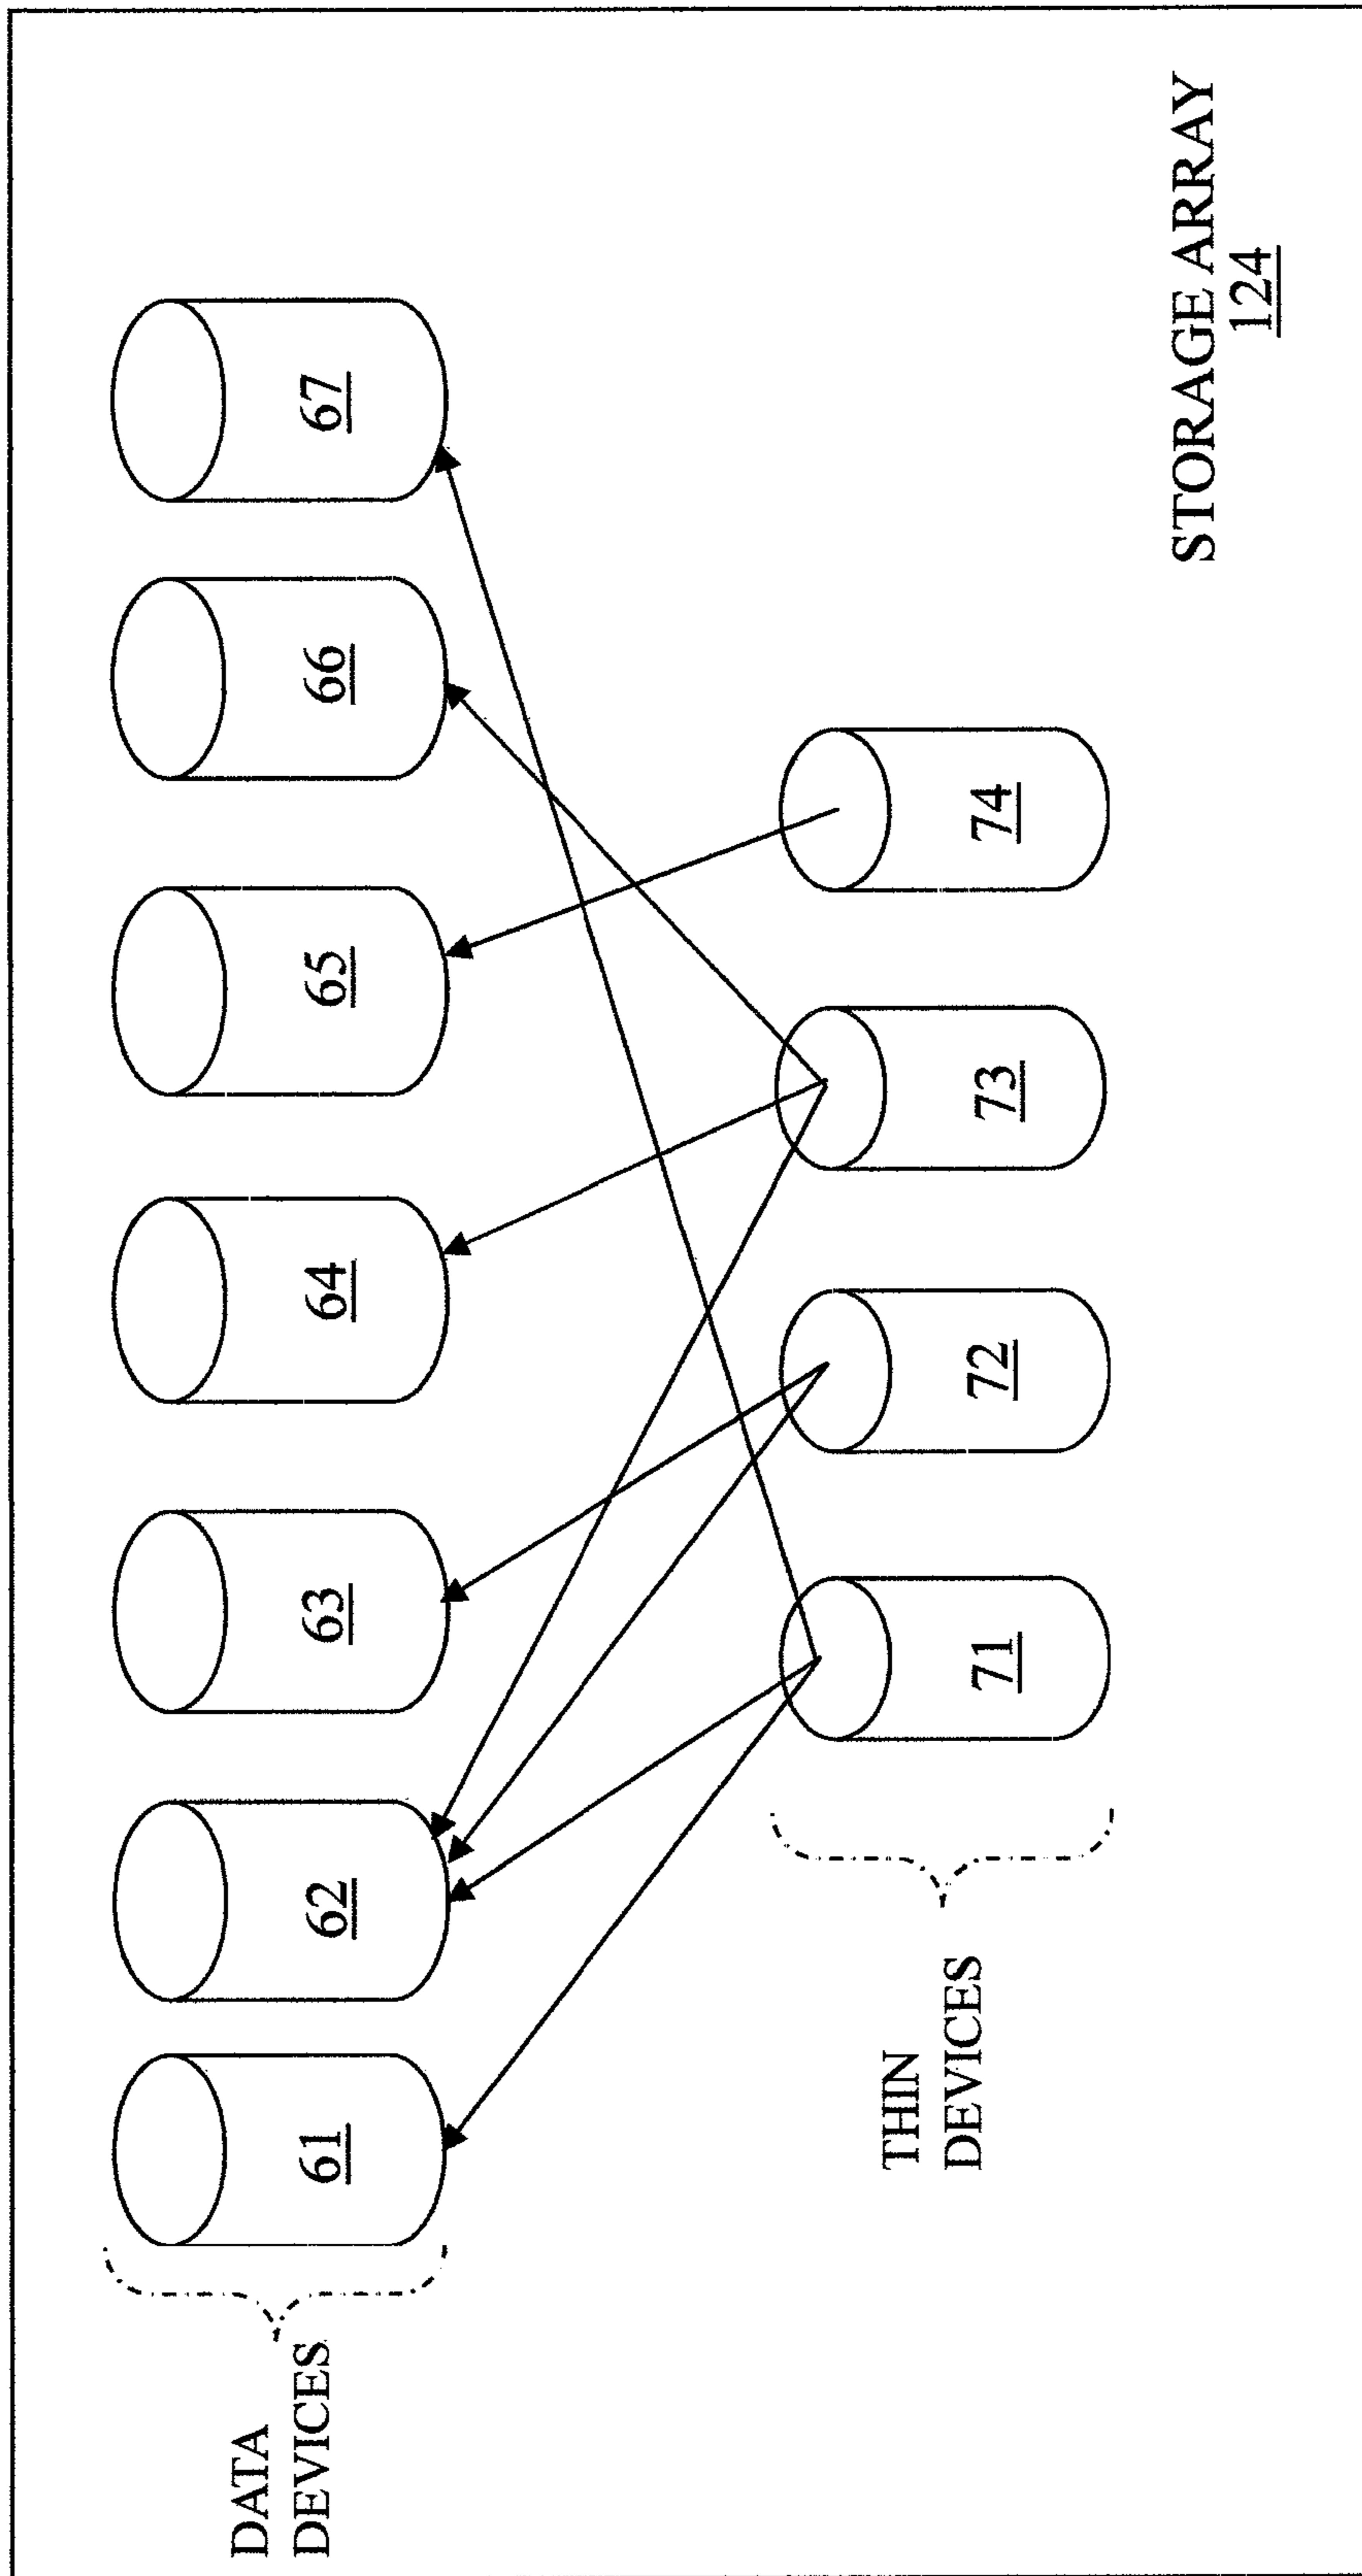 DATA
DEVICES
61
62
63
64
65
66
67
THIN
DEVICES
71
72
73
74
STORAGE ARRAY
124